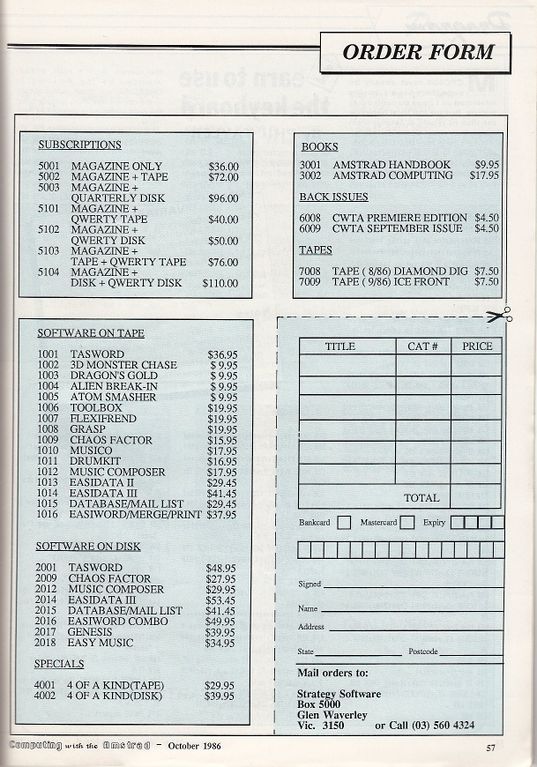 ORDER FORM
SUBSCRIPTIONS
5001 MAGAZINE ONLY $36.00
5002 MAGAZINE + TAPE $72.00
5003 MAGAZINE +
QUARTERLY DISK $96.00
5101 MAGAZINE +
QWERTY TAPE $40.00
5102 MAGAZINE +
QWERTY DISK $50.00
5103 MAGAZINE +
TAPE + QWERTY TAPE $76.00
5104 MAGAZINE +
DISK + QWERTY DISK $110.00
BOOKS
3001 AMSTRAD HANDBOOK $9.95
3002 AMSTRAD COMPUTING $17.95
BACK ISSUES
6008 CWTA PREMIERE EDITION $4.50
6009 CWTA SEPTEMBER ISSUE $4.50
TAPES
7008 TAPE ( 8/86) DIAMOND DIG $7.50
7009 TAPE ( 9/86) ICE FRONT $7.50
SOFTWARE ON TAPE
1001 TASWORD $36.95
1002 3D MONSTER CHASE $ 9.95
1003 DRAGON'S GOLD $ 9.95
1004 ALIEN BREAK-IN $ 9.95
1005 ATOM SMASHER $ 9.95
1006 TOOLBOX $19.95
1007 FLEXIFREND $19.95
1008 GRASP $19.95
1009 CHAOS FACTOR $15.95
1010 MUSICO $17.95
1011 DRUMKIT $16.95
1012 MUSIC COMPOSER $17.95
1013 EASIDATA II $29.45
1014 EASIDATA III $41.45
1015 DATABASE/MAIL LIST $29.45
1016 EASIWORD/MERGE/PRINT $37.95
SOFTWARE ON DISK
2001 TASWORD $48.95
2009 CHAOS FACTOR $27.95
2012 MUSIC COMPOSER $29.95
2014 EASIDATA III $53.45
2015 DATABASE/MAIL LIST $41.45
2016 EASIWORD COMBO $49.95
2017 GENESIS $39.95
2018 EASY MUSIC $34.95
SPECIALS
4001 4 OF A KIND(TAPE) $29.95
4002 4 OF A KIND(DISK) $39.95
TITLE CAT # PRICE
TOTAL
Bankcard Mastercard Expiry
Signed
Name
Address
State Postcode
Mail orders to:
Strategy Software
Box 5000
Glen Waverley
Vic. 3150 or Call (03) 560 4324
Computing with the Amstrad - October 1986 57